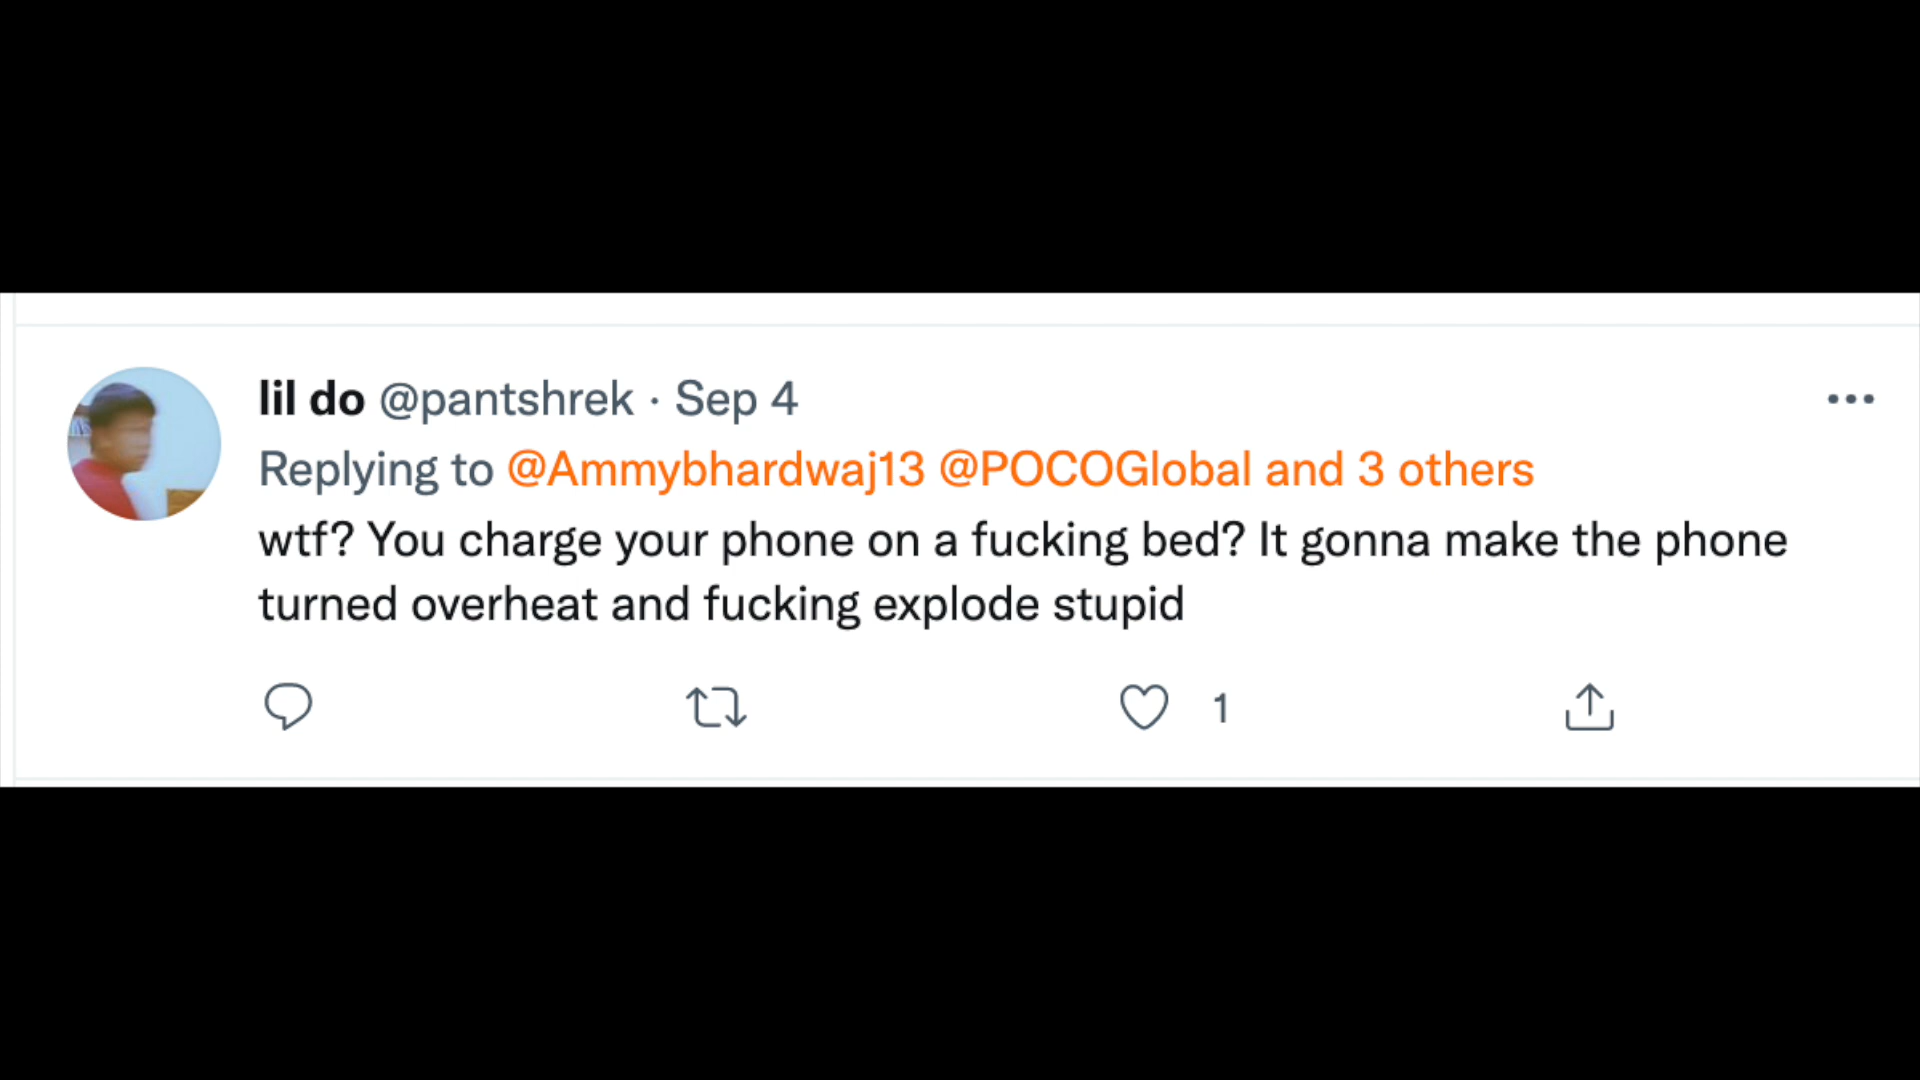 lil do @pantshrek · Sep 4
Replying to @Ammybhardwaj13 @POCOGlobal and 3 others
wtf? You charge your phone on a fucking bed? It gonna make the phone
turned overheat and fucking explode stupid
1